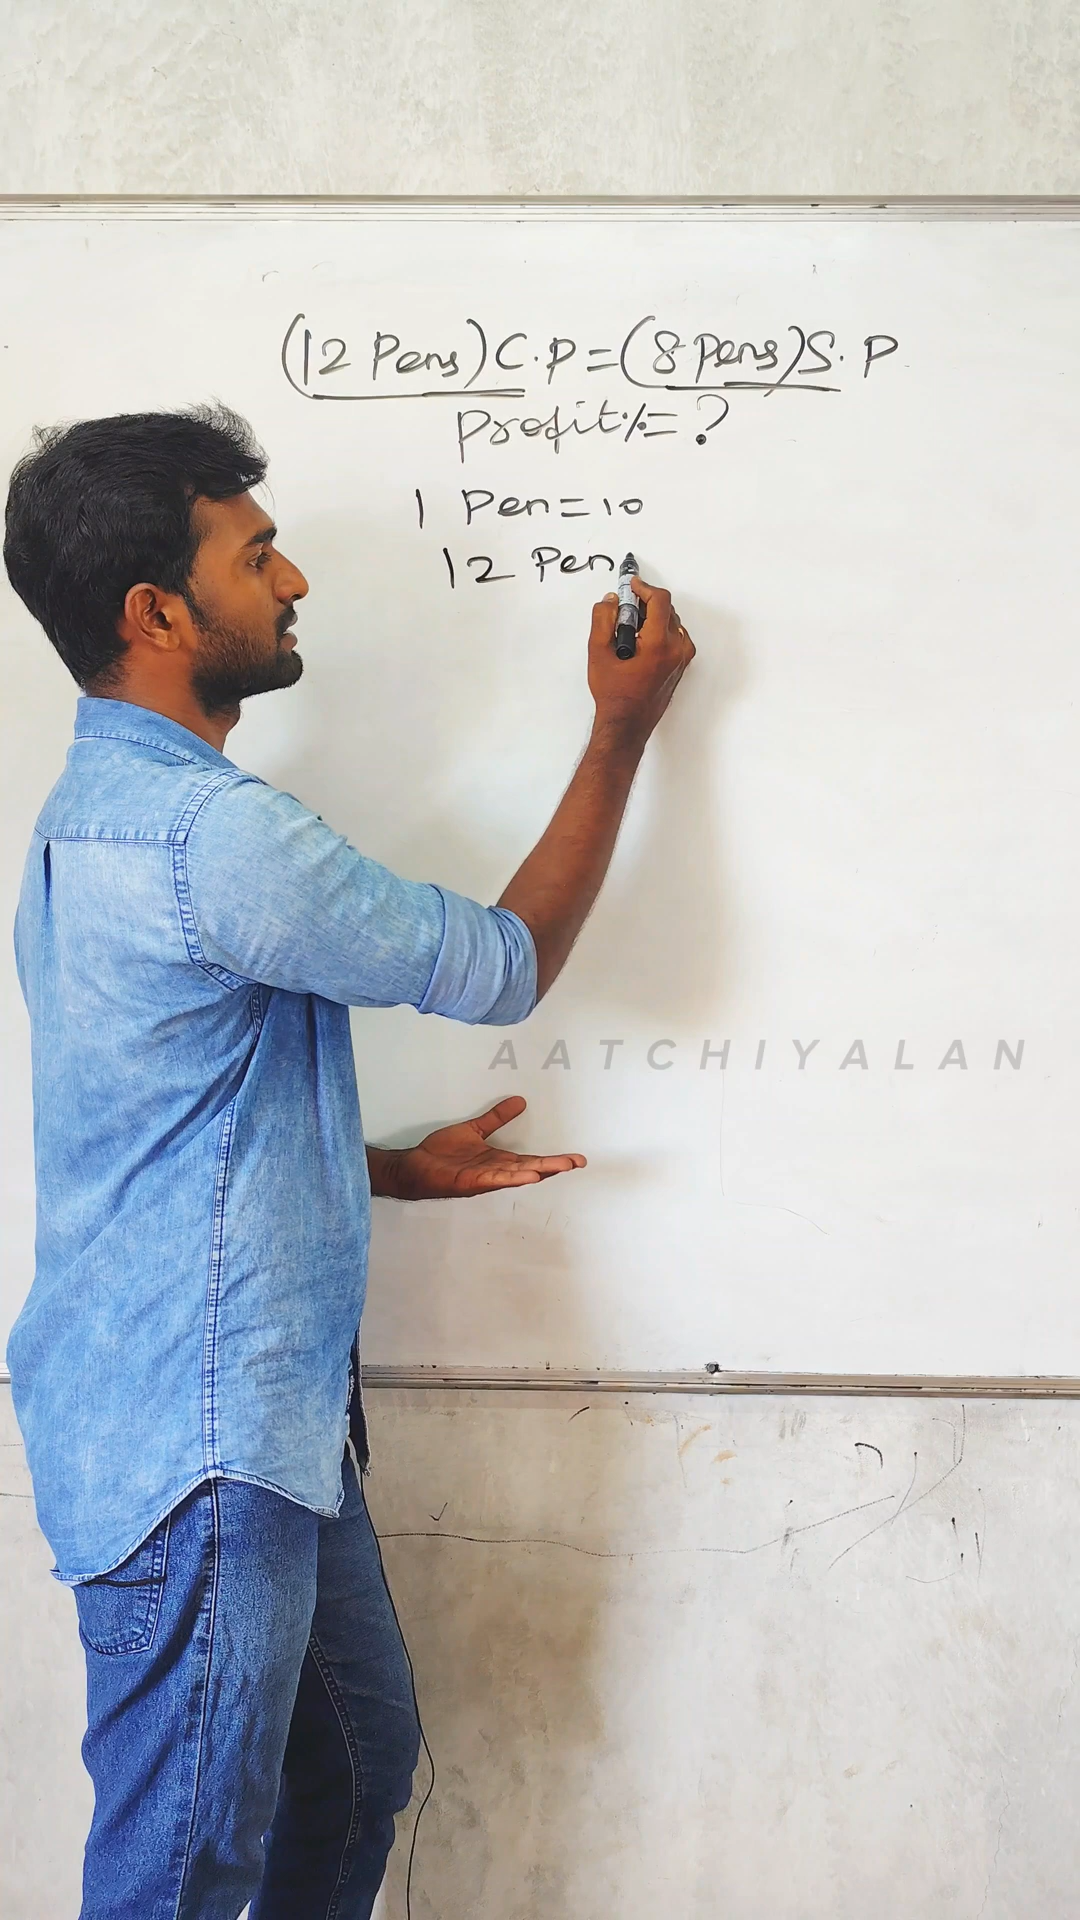 (12 Pens) C.P = (8 Pens) S.P
Profit % = ?
1 Pen = 10
12 Pen
AATCHIYALAN